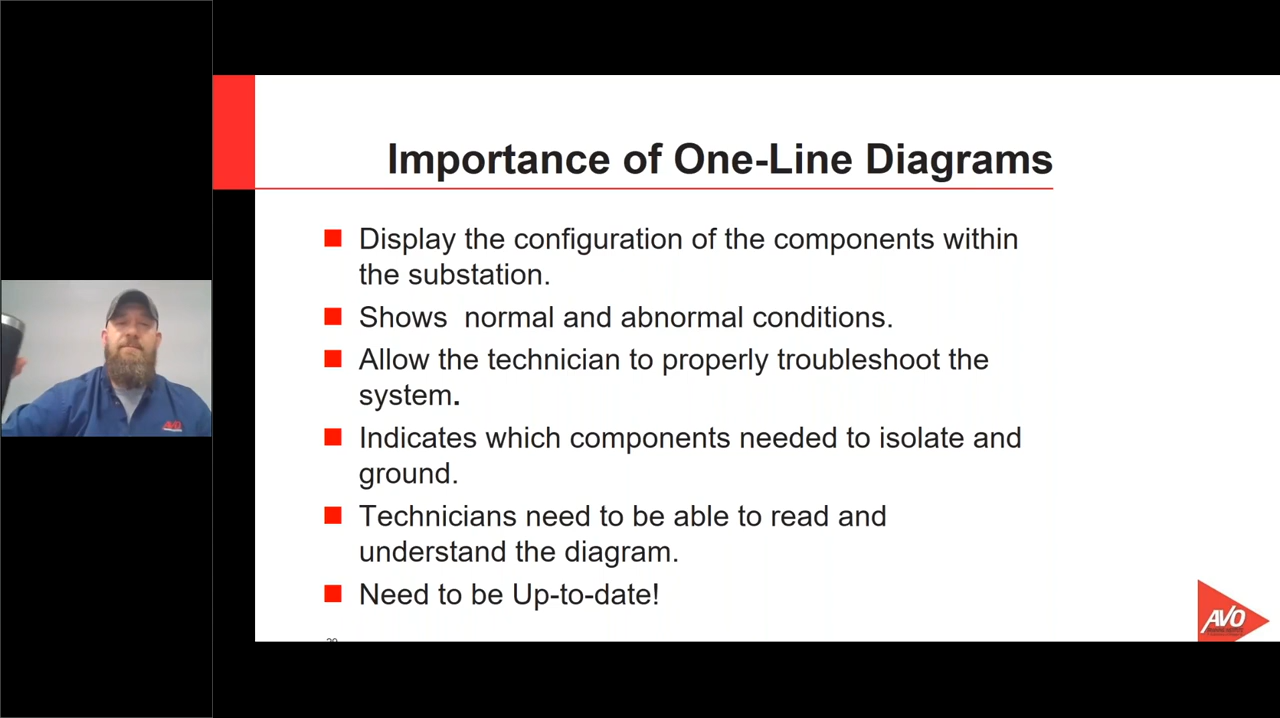 Importance of One-Line Diagrams
Display the configuration of the components within
the substation.
Shows  normal and abnormal conditions.
Allow the technician to properly troubleshoot the
system.
Indicates which components needed to isolate and
ground.
Technicians need to be able to read and
understand the diagram.
Need to be Up-to-date!
AVO
AVO